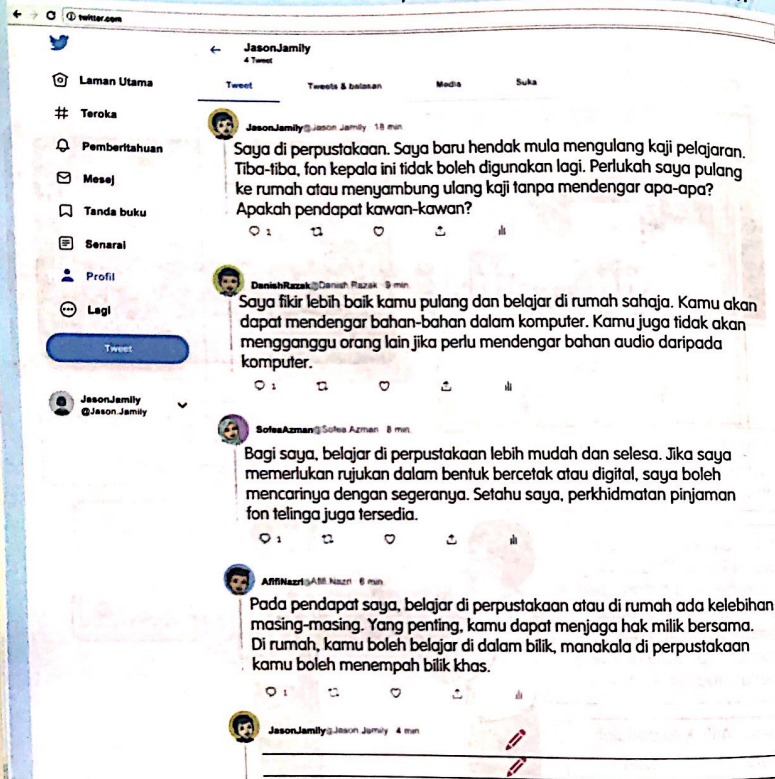 twitter.com
JasonJamily
4 Tweet
Laman Utama
Teroka
Pemberitahuan
Mesej
Tanda buku
Senarai
Profil
Lagi
Tweet
JasonJamily
@Jason.Jamily
Tweet Tweets & balasan Media Suka
JasonJamily@Jason Jamily 18 min
Saya di perpustakaan. Saya baru hendak mula mengulang kaji pelajaran.
Tiba-tiba, fon kepala ini tidak boleh digunakan lagi. Perlukah saya pulang
ke rumah atau menyambung ulang kaji tanpa mendengar apa-apa?
Apakah pendapat kawan-kawan?
1
DanishRazak@Danish Razak 9 min
Saya fikir lebih baik kamu pulang dan belajar di rumah sahaja. Kamu akan
dapat mendengar bahan-bahan dalam komputer. Kamu juga tidak akan
mengganggu orang lain jika perlu mendengar bahan audio daripada
komputer.
1
SofeaAzman@Sofea Azman 8 min
Bagi saya, belajar di perpustakaan lebih mudah dan selesa. Jika saya
memerlukan rujukan dalam bentuk bercetak atau digital, saya boleh
mencarinya dengan segeranya. Setahu saya, perkhidmatan pinjaman
fon telinga juga tersedia.
1
AfifiNazri@Afifi Nazri 6 min
Pada pendapat saya, belajar di perpustakaan atau di rumah ada kelebihan
masing-masing. Yang penting, kamu dapat menjaga hak milik bersama.
Di rumah, kamu boleh belajar di dalam bilik, manakala di perpustakaan
kamu boleh menempah bilik khas.
1
JasonJamily@Jason Jamily 4 min